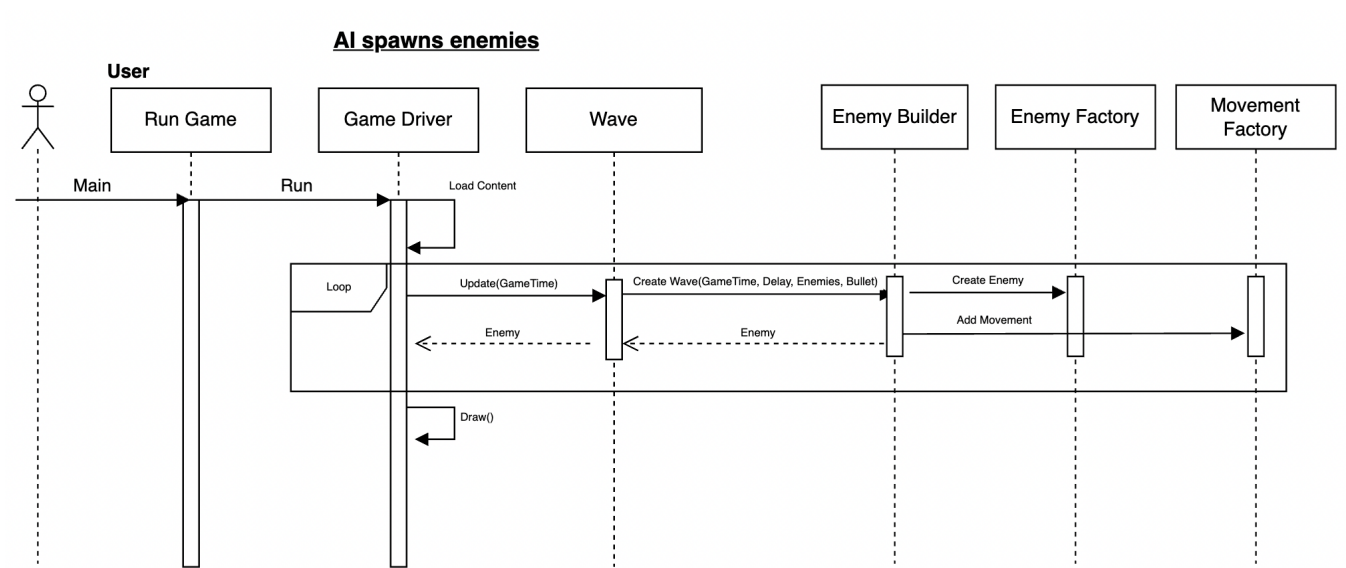 AI spawns enemies
User
Run Game
Game Driver
Wave
Enemy Builder
Enemy Factory
Movement
Factory
Main
Run
Load Content
Loop
Update(GameTime)
Create Wave(GameTime, Delay, Enemies, Bullet)
Create Enemy
Add Movement
Enemy
Enemy
Draw()